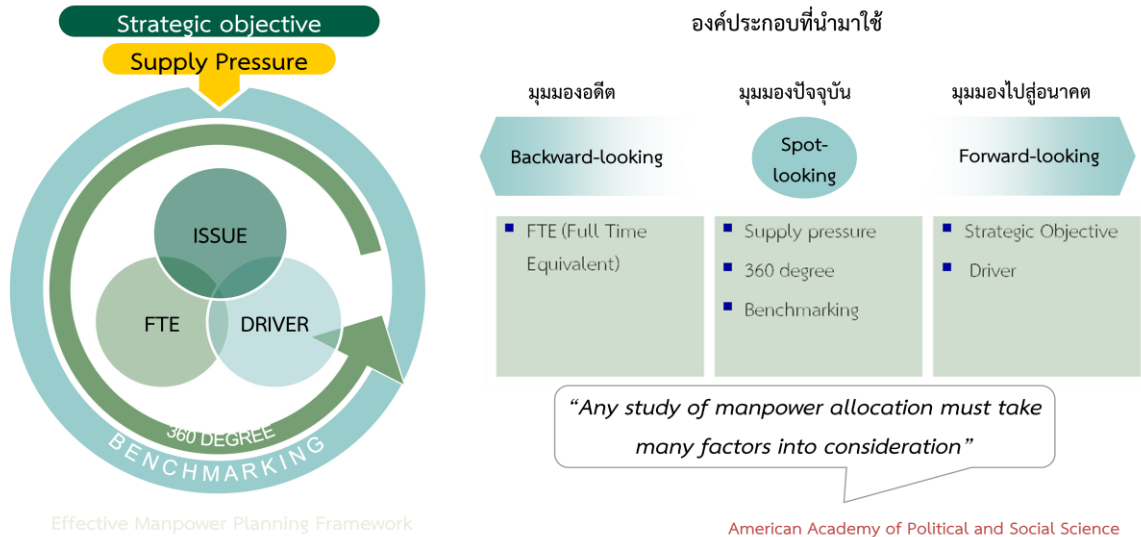 Strategic objective
Supply Pressure
ISSUE
FTE
DRIVER
360 DEGREE
BENCHMARKING
Effective Manpower Planning Framework
องค์ประกอบที่นำมาใช้
มุมมองอดีต
มุมมองปัจจุบัน
มุมมองไปสู่อนาคต
Backward-looking
Spot-
looking
Forward-looking
FTE (Full Time
Equivalent)
Supply pressure
360 degree
Benchmarking
Strategic Objective
Driver
“Any study of manpower allocation must take
many factors into consideration”
American Academy of Political and Social Science